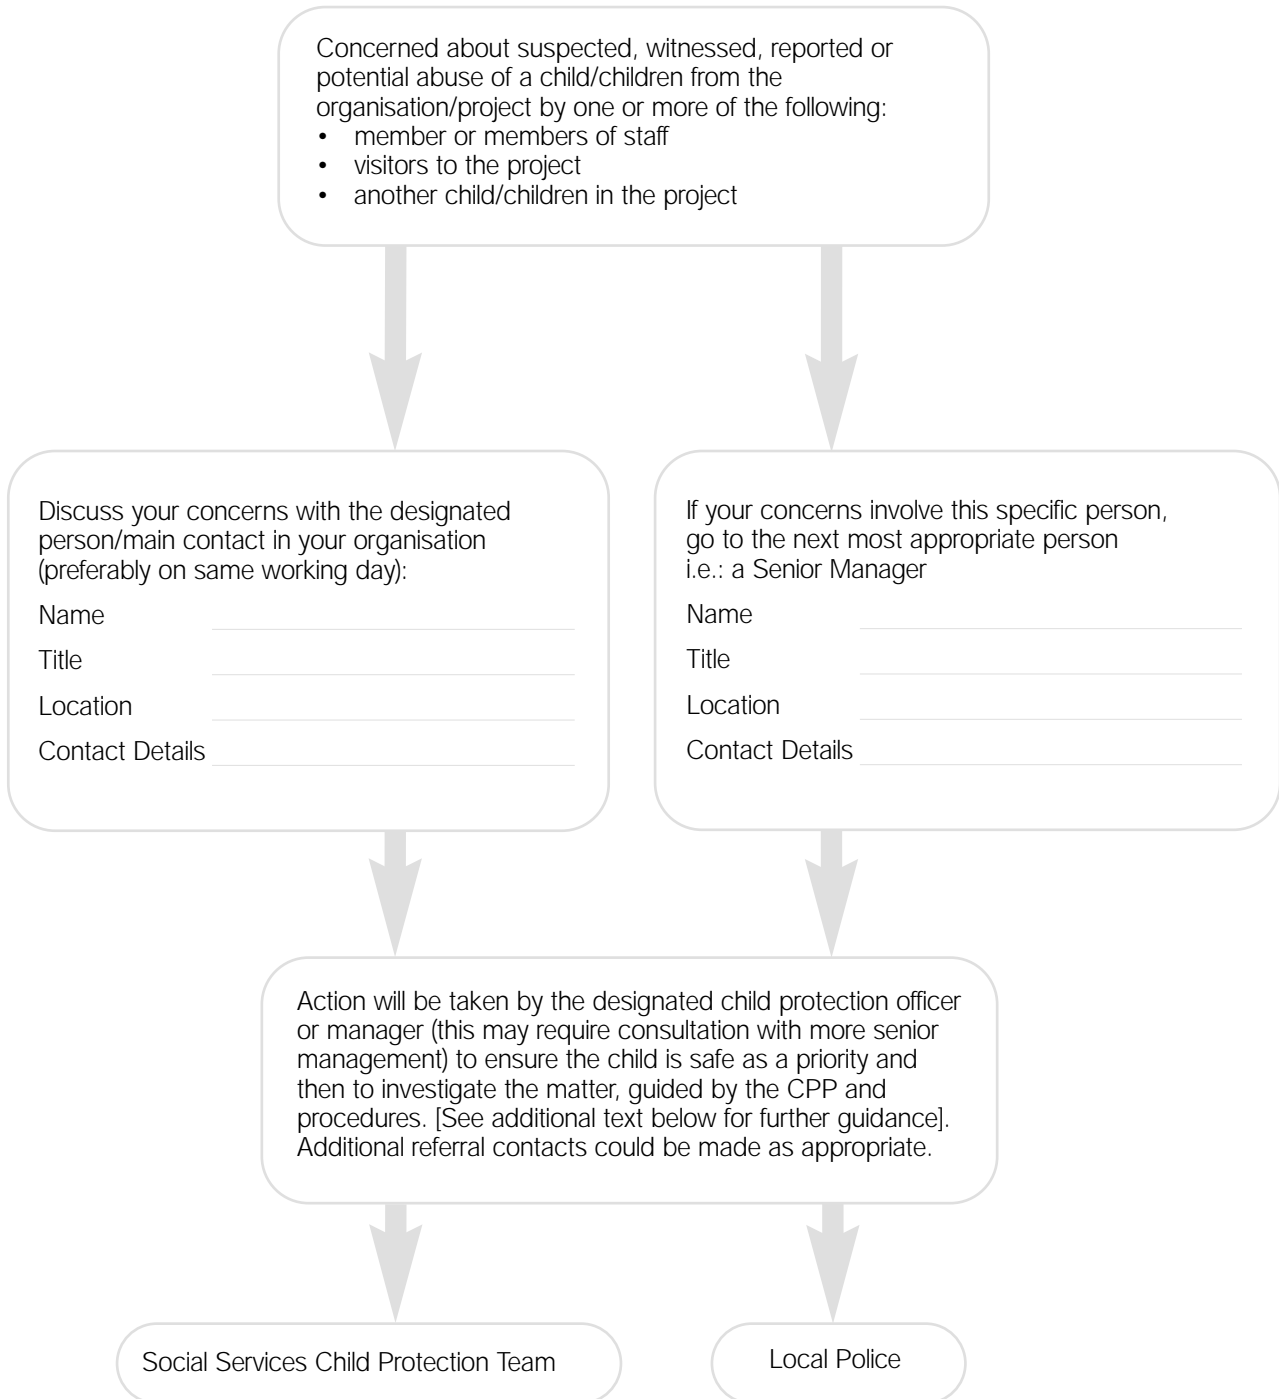 Concerned about suspected, witnessed, reported or
potential abuse of a child/children from the
organisation/project by one or more of the following:
• member or members of staff
• visitors to the project
• another child/children in the project
Discuss your concerns with the designated
person/main contact in your organisation
(preferably on same working day):
Name
Title
Location
Contact Details
If your concerns involve this specific person,
go to the next most appropriate person
i.e.: a Senior Manager
Name
Title
Location
Contact Details
Action will be taken by the designated child protection officer
or manager (this may require consultation with more senior
management) to ensure the child is safe as a priority and
then to investigate the matter, guided by the CPP and
procedures. [See additional text below for further guidance].
Additional referral contacts could be made as appropriate.
Social Services Child Protection Team
Local Police